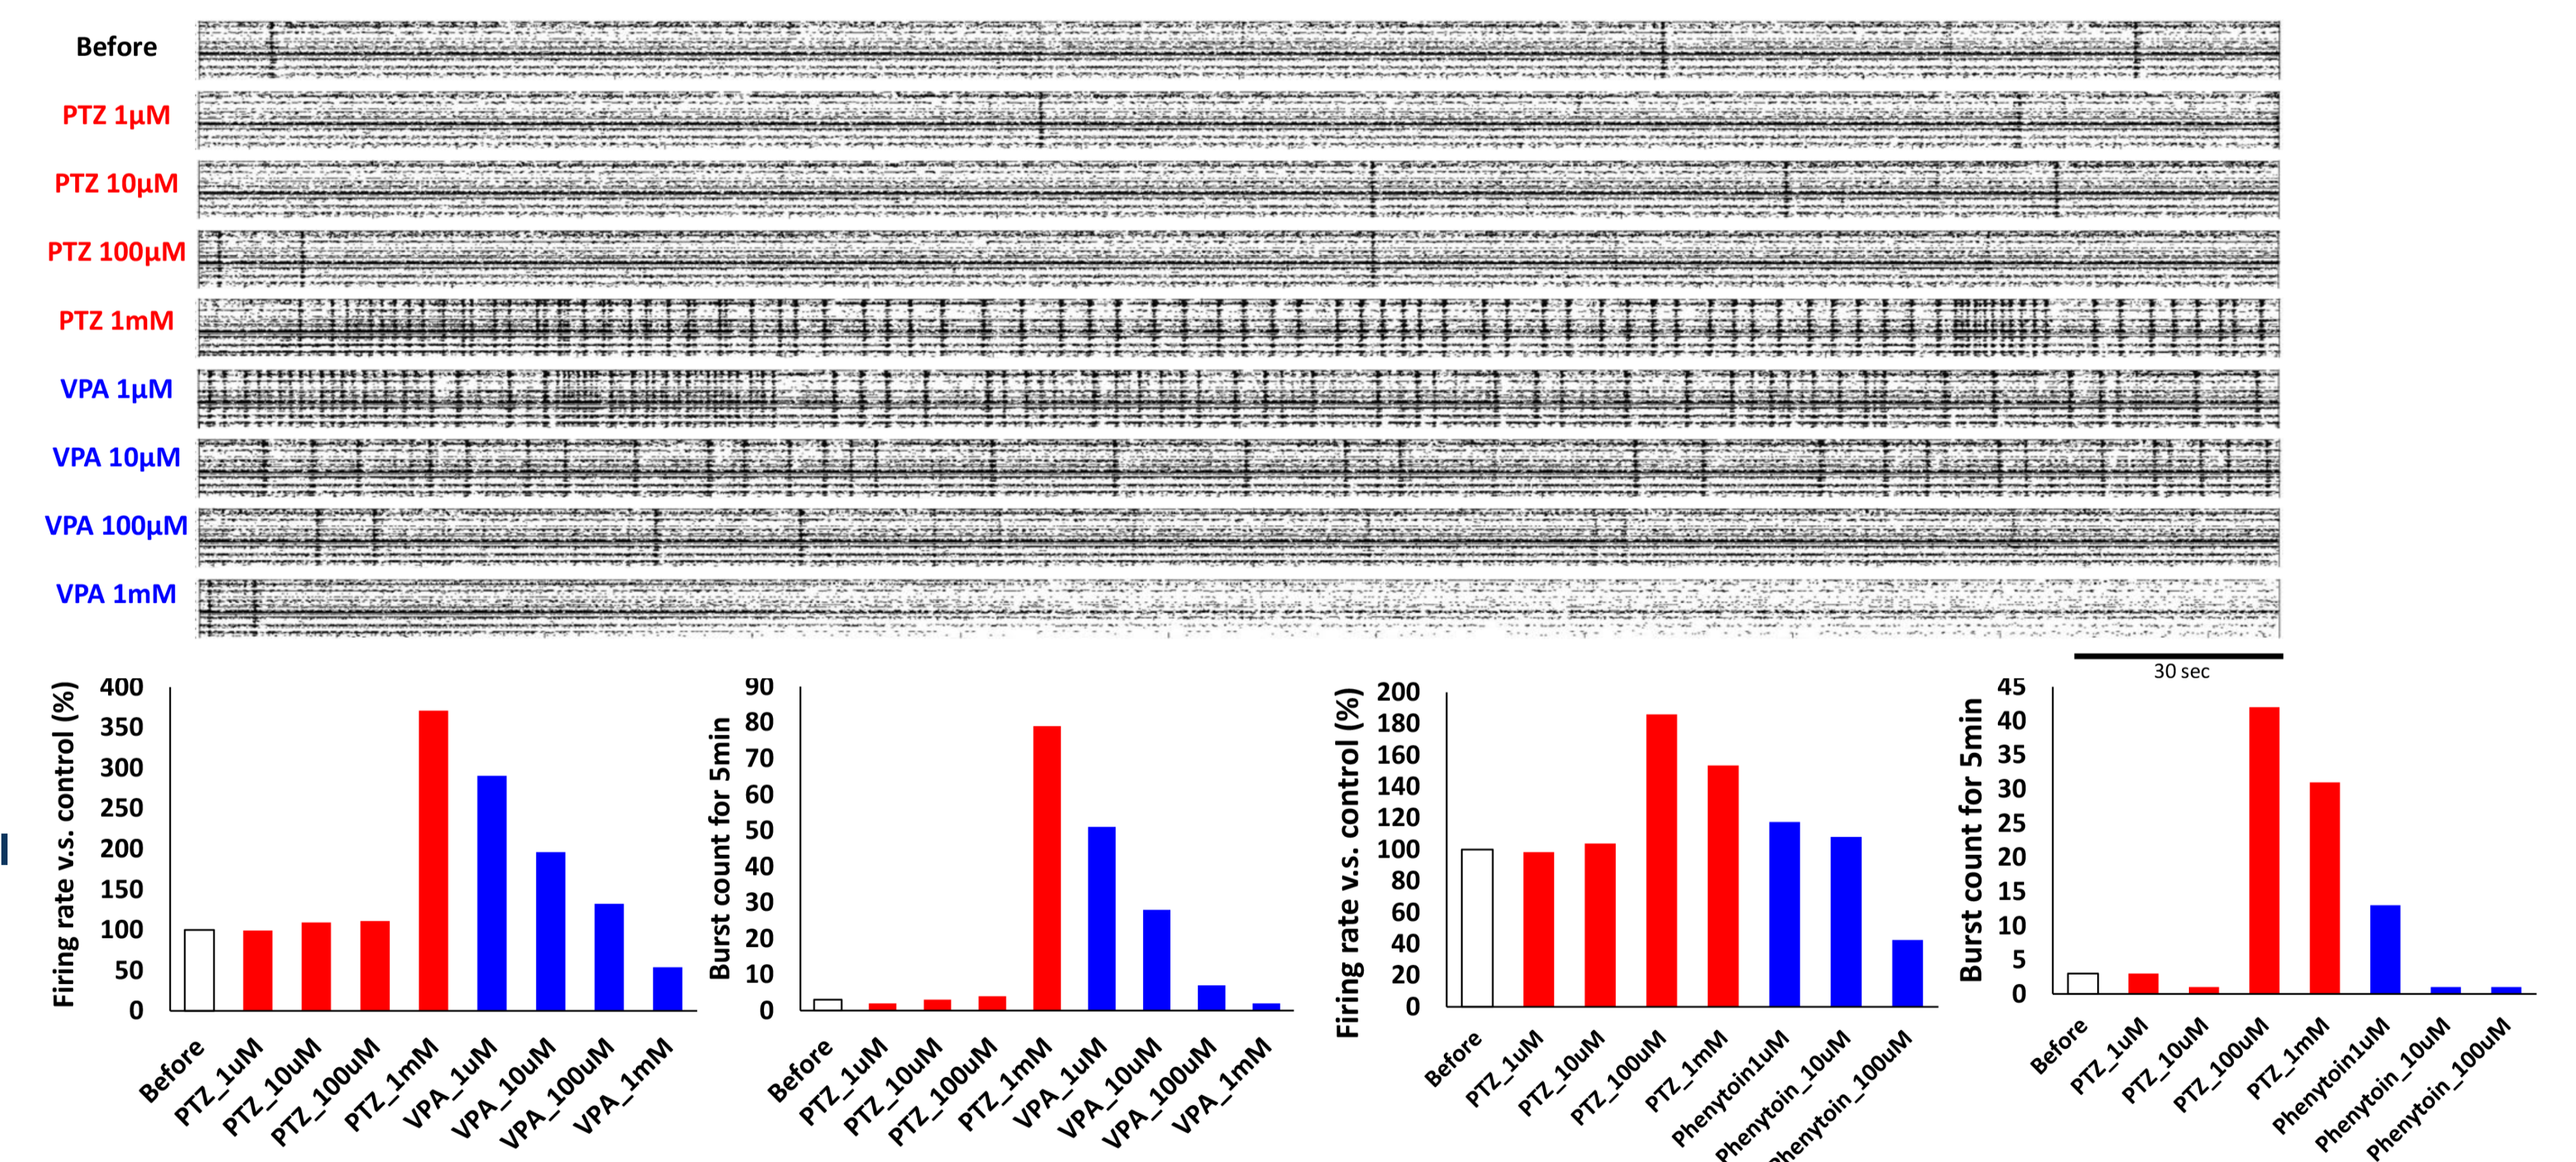 Before
PTZ 1µM
PTZ 10µM
PTZ 100µM
PTZ 1mM
VPA 1µM
VPA 10µM
VPA 100µM
VPA 1mM
30 sec
Firing rate v.s. control (%)
400
350
300
250
200
150
100
50
0
Before
PTZ_1uM
PTZ_10uM
PTZ_100uM
PTZ_1mM
VPA_1uM
VPA_10uM
VPA_100uM
VPA_1mM
Burst count for 5min
90
80
70
60
50
40
30
20
10
0
Before
PTZ_1uM
PTZ_10uM
PTZ_100uM
PTZ_1mM
VPA_1uM
VPA_10uM
VPA_100uM
VPA_1mM
Firing rate v.s. control (%)
200
180
160
140
120
100
80
60
40
20
0
Before
PTZ_1uM
PTZ_10uM
PTZ_100uM
PTZ_1mM
Phenytoin1uM
Phenytoin_10uM
Phenytoin_100uM
Burst count for 5min
45
40
35
30
25
20
15
10
5
0
Before
PTZ_1uM
PTZ_10uM
PTZ_100uM
PTZ_1mM
Phenytoin1uM
Phenytoin_10uM
Phenytoin_100uM